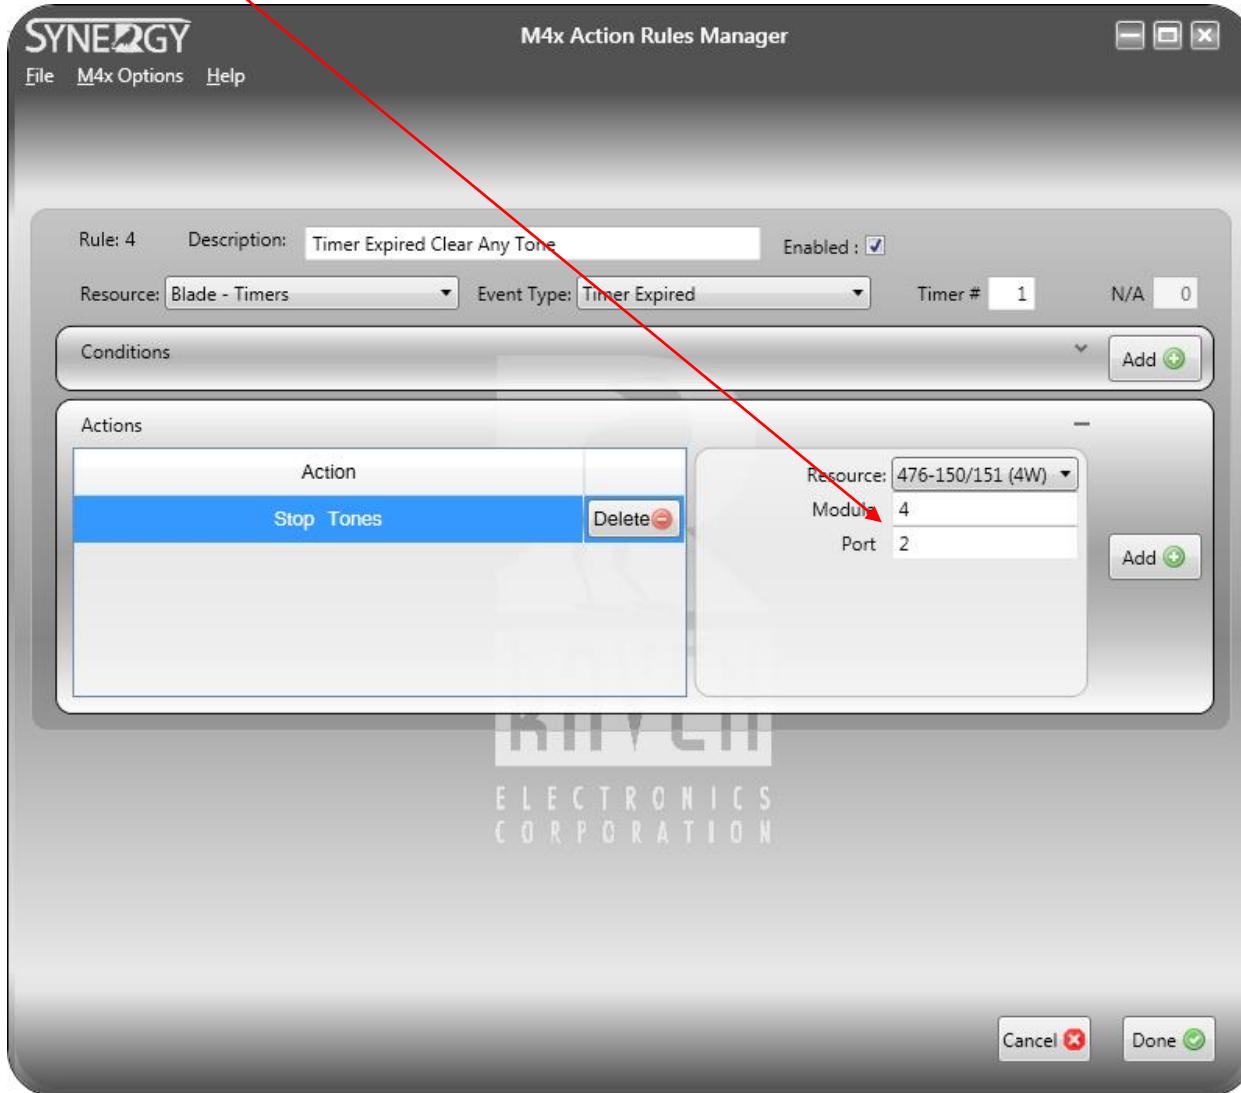 SYNERGY
M4x Action Rules Manager
File M4x Options Help
Rule: 4 Description: Timer Expired Clear Any Tone Enabled :
Resource: Blade - Timers Event Type: Timer Expired Timer # 1 N/A 0
Conditions
Add
Actions
Action
Resource: 476-150/151 (4W)
Stop Tones Delete
Module 4
Port 2
Add
RAVEN
ELECTRONICS
CORPORATION
Cancel Done